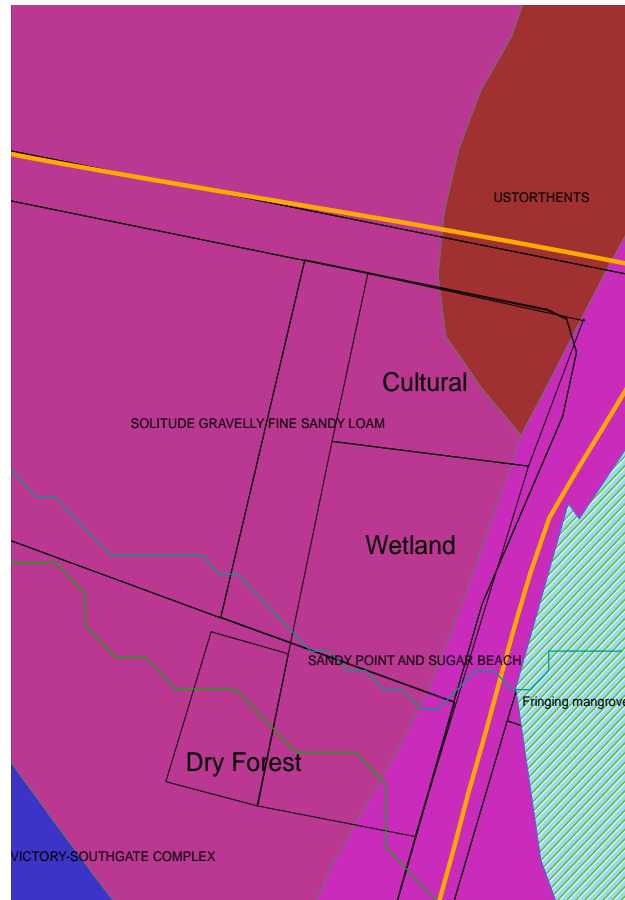 USTORTHENTS
Cultural
SOLITUDE GRAVELLY FINE SANDY LOAM
Wetland
SANDY POINT AND SUGAR BEACH
Fringing mangrove
Dry Forest
VICTORY-SOUTHGATE COMPLEX